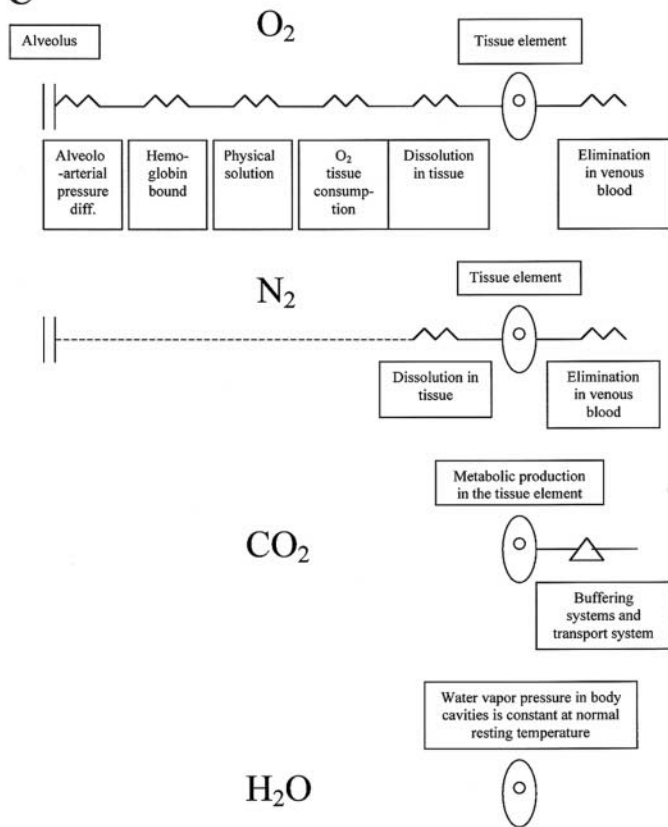 O₂
Alveolus
Tissue element
Alveolo
-arterial
pressure
diff.
Hemo-
globin
bound
Physical
solution
O₂
tissue
consump-
tion
Dissolution
in tissue
Elimination
in venous
blood
N₂
Tissue element
Dissolution in
tissue
Elimination
in venous
blood
Metabolic production
in the tissue element
CO₂
Buffering
systems and
transport system
Water vapor pressure in body
cavities is constant at normal
resting temperature
H₂O